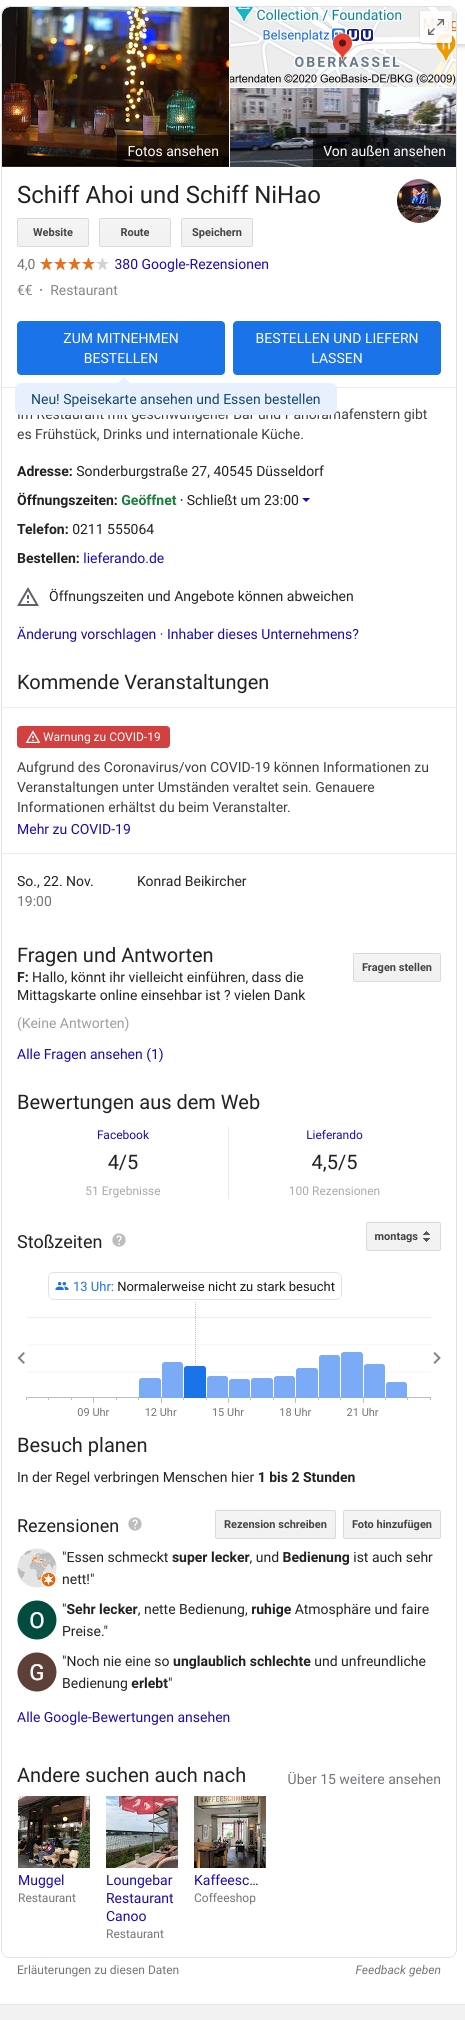 Collection / Foundation
Belsenplatz U U
OBERKASSEL
artendaten ©2020 GeoBasis-DE/BKG (©2009)
Fotos ansehen
Von außen ansehen
Schiff Ahoi und Schiff NiHao
Website Route Speichern
4,0 380 Google-Rezensionen
€€ · Restaurant
ZUM MITNEHMEN
BESTELLEN
BESTELLEN UND LIEFERN
LASSEN
Neu! Speisekarte ansehen und Essen bestellen
Im Restaurant mit geschwungener Bar und Panoramafenstern gibt
es Frühstück, Drinks und internationale Küche.
Adresse: Sonderburgstraße 27, 40545 Düsseldorf
Öffnungszeiten: Geöffnet · Schließt um 23:00
Telefon: 0211 555064
Bestellen: lieferando.de
Öffnungszeiten und Angebote können abweichen
Änderung vorschlagen · Inhaber dieses Unternehmens?
Kommende Veranstaltungen
Warnung zu COVID-19
Aufgrund des Coronavirus/von COVID-19 können Informationen zu
Veranstaltungen unter Umständen veraltet sein. Genauere
Informationen erhältst du beim Veranstalter.
Mehr zu COVID-19
So., 22. Nov. Konrad Beikircher
19:00
Fragen und Antworten
Fragen stellen
F: Hallo, könnt ihr vielleicht einführen, dass die
Mittagskarte online einsehbar ist ? vielen Dank
(Keine Antworten)
Alle Fragen ansehen (1)
Bewertungen aus dem Web
Facebook Lieferando
4/5 4,5/5
51 Ergebnisse 100 Rezensionen
Stoßzeiten ? montags
13 Uhr: Normalerweise nicht zu stark besucht
09 Uhr 12 Uhr 15 Uhr 18 Uhr 21 Uhr
Besuch planen
In der Regel verbringen Menschen hier 1 bis 2 Stunden
Rezensionen ? Rezension schreiben Foto hinzufügen
"Essen schmeckt super lecker, und Bedienung ist auch sehr
nett!"
O "Sehr lecker, nette Bedienung, ruhige Atmosphäre und faire
Preise."
G "Noch nie eine so unglaublich schlechte und unfreundliche
Bedienung erlebt"
Alle Google-Bewertungen ansehen
Andere suchen auch nach Über 15 weitere ansehen
KAFFEESCHMIEDE
Muggel
Restaurant
Loungebar
Restaurant
Canoo
Restaurant
Kaffeesc...
Coffeeshop
Erläuterungen zu diesen Daten Feedback geben